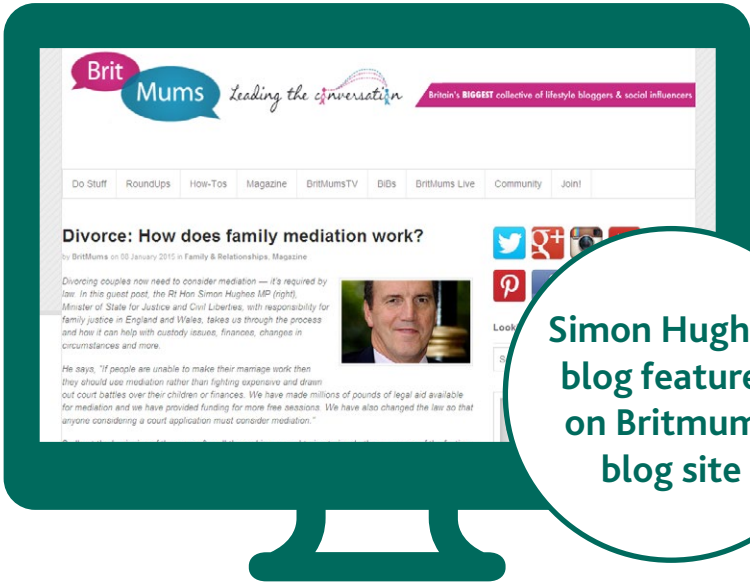 Brit
Mums
Leading the conversation
Britain's BIGGEST collective of lifestyle bloggers & social influencers
Do Stuff RoundUps How-Tos Magazine BritMumsTV BiBs BritMums Live Community Join!
Divorce: How does family mediation work?
by BritMums on 08 January 2015 in Family & Relationships, Magazine
Divorcing couples now need to consider mediation — it's required by
law. In this guest post, the Rt Hon Simon Hughes MP (right),
Minister of State for Justice and Civil Liberties, with responsibility for
family justice in England and Wales, takes us through the process
and how it can help with custody issues, finances, changes in
circumstances and more.
He says, "If people are unable to make their marriage work then
they should use mediation rather than fighting expensive and drawn
out court battles over their children or finances. We have made millions of pounds of legal aid available
for mediation and we have provided funding for more free sessions. We have also changed the law so that
anyone considering a court application must consider mediation."
Look
Simon Hugh
blog feature
on Britmum
blog site